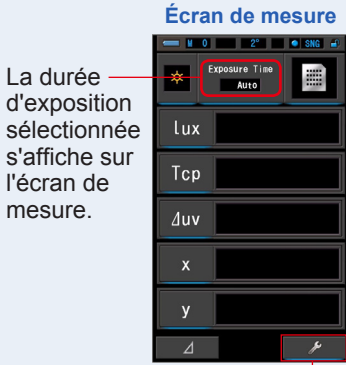 Écran de mesure
M 0 2° SNG
La durée
d'exposition
sélectionnée
s'affiche sur
l'écran de
mesure.
Exposure Time
Auto
lux
Tcp
⊿uv
x
y
⊿